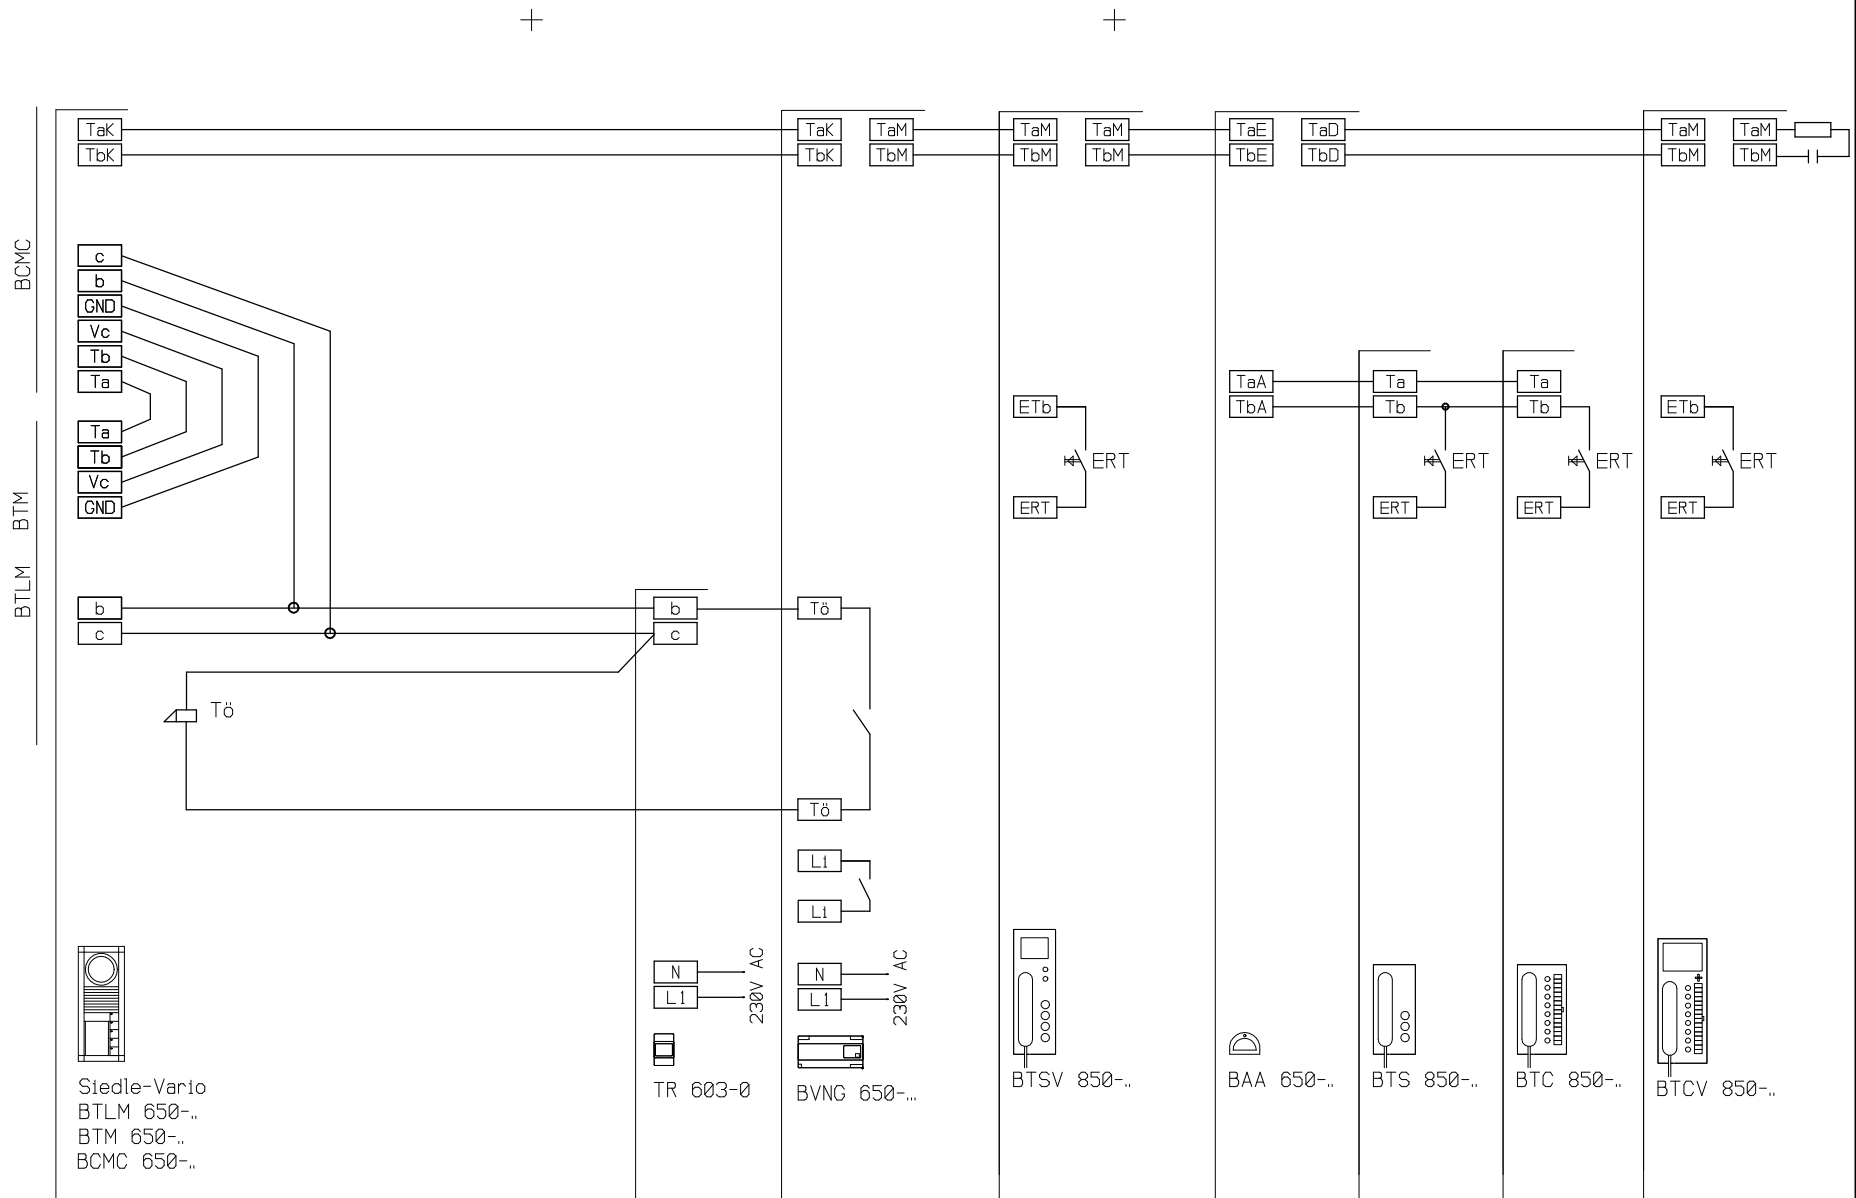 TaK TaK TaM TaM TaM TaE TaD TaM TaM
TbK TbK TbM TbM TbM TbE TbD TbM TbM
BCMC
c
b
GND
Vc
Tb
Ta
Ta
Tb
Vc
GND
BTLM BTM
b
c
Tö
b
c
Tö
Tö
L1
L1
N
L1
230V AC
N
L1
230V AC
ETb
ERT
ERT
TaA Ta Ta
TbA Tb Tb
ERT
ERT
ERT
ERT
ETb
ERT
ERT
Siedle-Vario
BTLM 650-..
BTM 650-..
BCMC 650-..
TR 603-0
BVNG 650-...
BTSV 850-..
BAA 650-..
BTS 850-..
BTC 850-..
BTCV 850-..